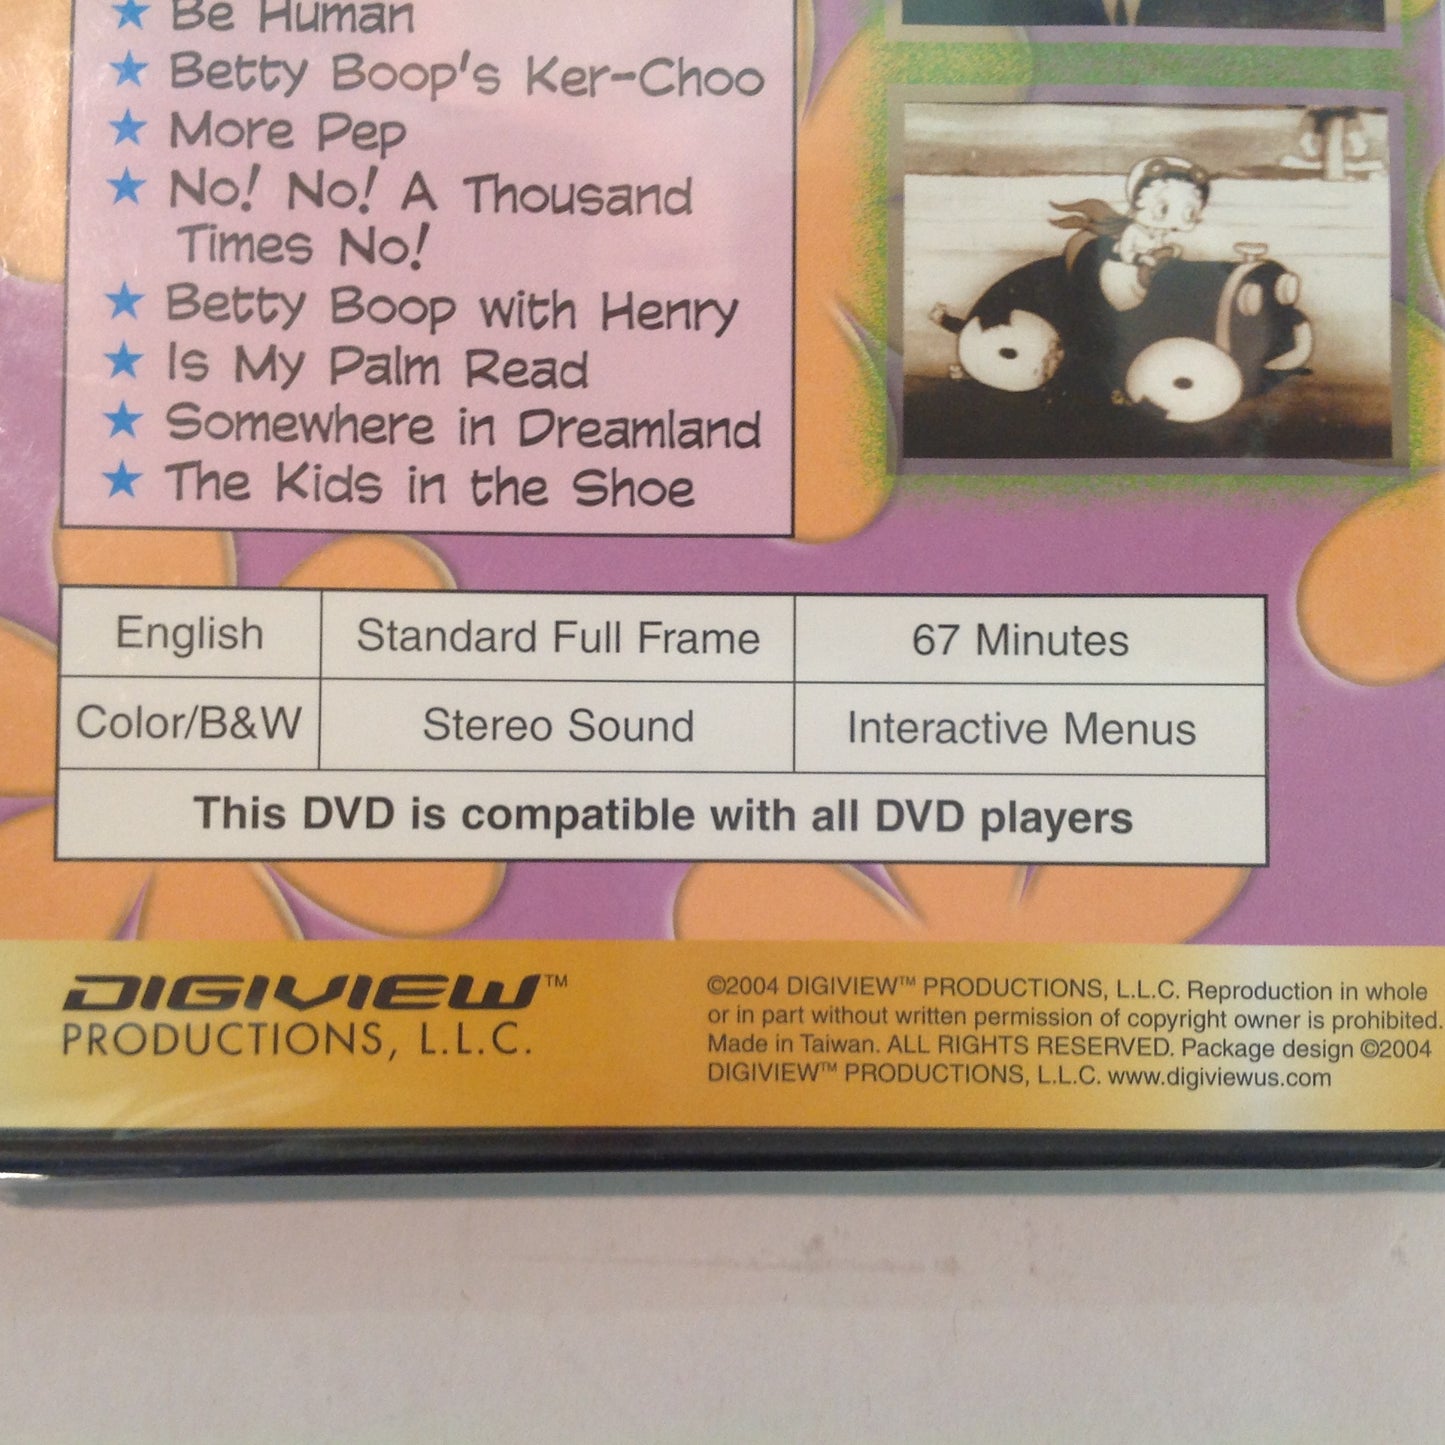 Be Human
Betty Boop's Ker-Choo
More Pep
No! No! A Thousand
Times No!
Betty Boop with Henry
Is My Palm Read
Somewhere in Dreamland
The Kids in the Shoe
English Standard Full Frame 67 Minutes
Color/B&W Stereo Sound Interactive Menus
This DVD is compatible with all DVD players
DIGIVIEW™
PRODUCTIONS, L.L.C.
©2004 DIGIVIEW™ PRODUCTIONS, L.L.C. Reproduction in whole
or in part without written permission of copyright owner is prohibited.
Made in Taiwan. ALL RIGHTS RESERVED. Package design ©2004
DIGIVIEW™ PRODUCTIONS, L.L.C. www.digiviewus.com